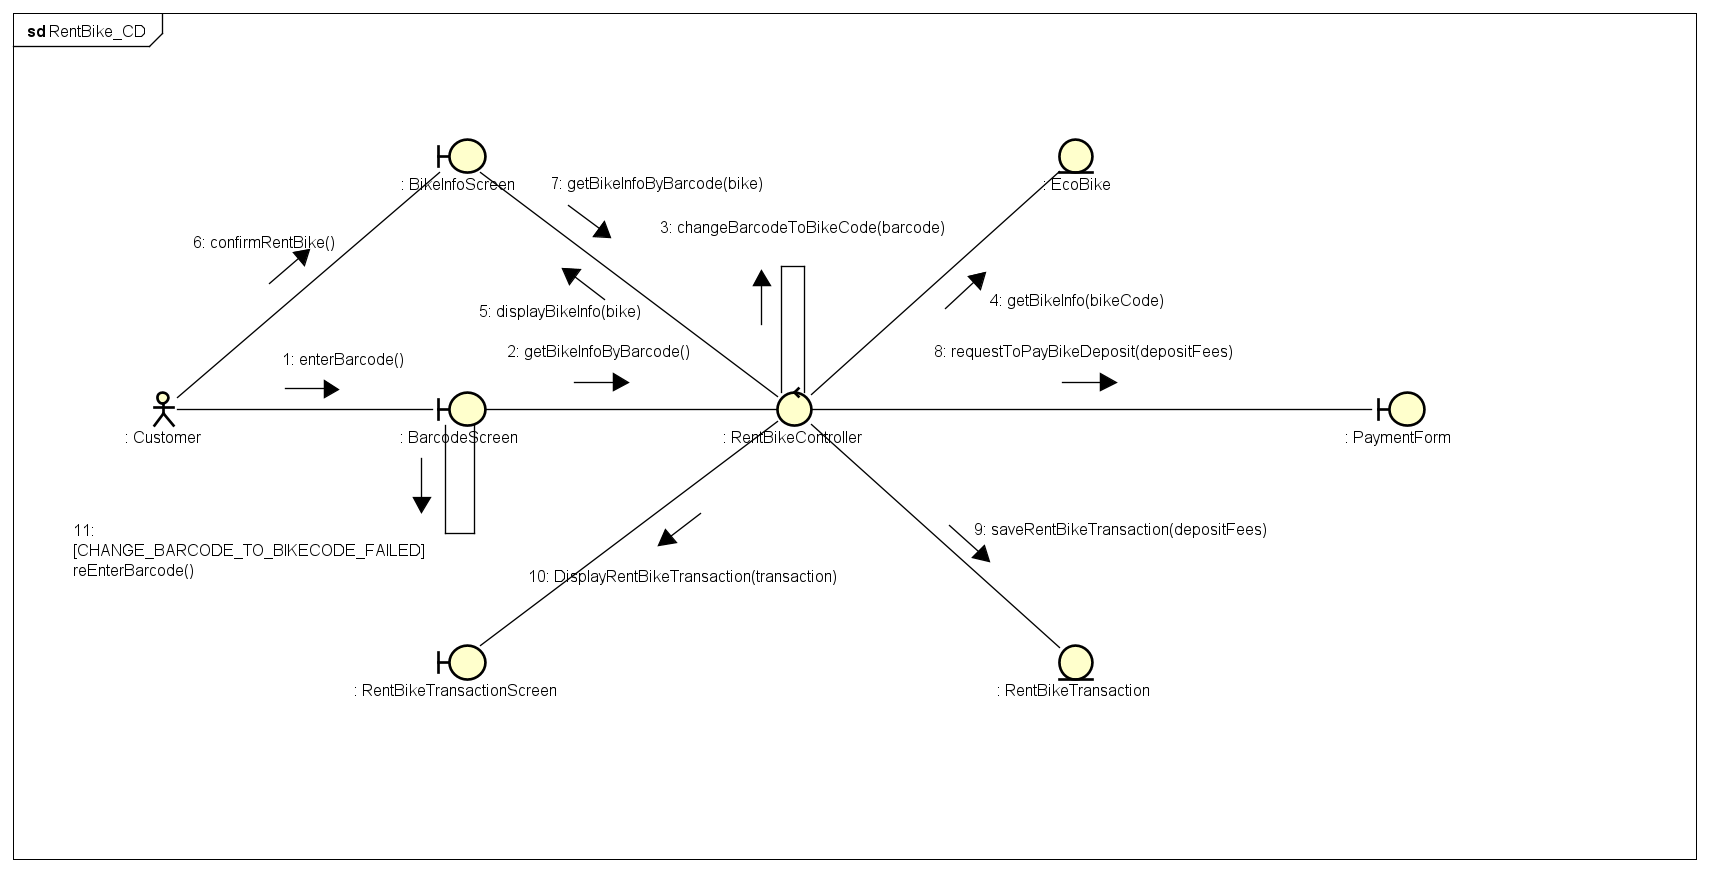 sd RentBike_CD
: BikeInfoScreen
7: getBikeInfoByBarcode(bike)
: EcoBike
3: changeBarcodeToBikeCode(barcode)
6: confirmRentBike()
5: displayBikeInfo(bike)
4: getBikeInfo(bikeCode)
1: enterBarcode()
2: getBikeInfoByBarcode()
8: requestToPayBikeDeposit(depositFees)
: Customer
: BarcodeScreen
: RentBikeController
: PaymentForm
11:
[CHANGE_BARCODE_TO_BIKECODE_FAILED]
reEnterBarcode()
9: saveRentBikeTransaction(depositFees)
10: DisplayRentBikeTransaction(transaction)
: RentBikeTransactionScreen
: RentBikeTransaction